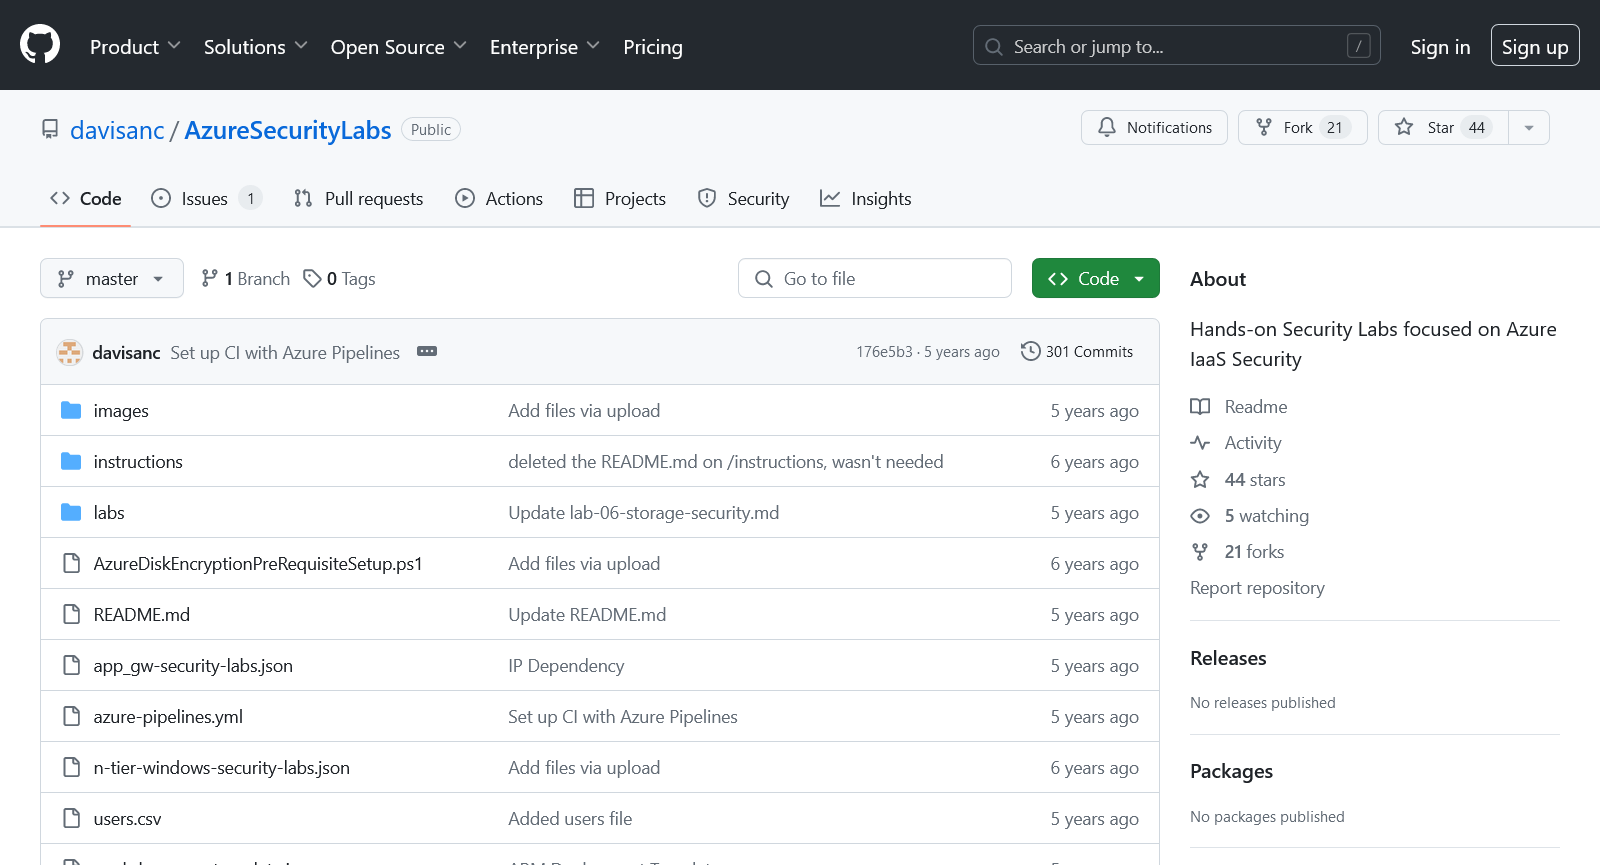 Product Solutions Open Source Enterprise Pricing Search or jump to... / Sign in Sign up
davisanc / AzureSecurityLabs Public Notifications Fork 21 Star 44
Code Issues 1 Pull requests Actions Projects Security Insights
master 1 Branch 0 Tags Go to file Code
davisanc Set up CI with Azure Pipelines 176e5b3 · 5 years ago 301 Commits
images Add files via upload 5 years ago
instructions deleted the README.md on /instructions, wasn't needed 6 years ago
labs Update lab-06-storage-security.md 5 years ago
AzureDiskEncryptionPreRequisiteSetup.ps1 Add files via upload 6 years ago
README.md Update README.md 5 years ago
app_gw-security-labs.json IP Dependency 5 years ago
azure-pipelines.yml Set up CI with Azure Pipelines 5 years ago
n-tier-windows-security-labs.json Add files via upload 6 years ago
users.csv Added users file 5 years ago
About
Hands-on Security Labs focused on Azure
IaaS Security
Readme
Activity
44 stars
5 watching
21 forks
Report repository
Releases
No releases published
Packages
No packages published